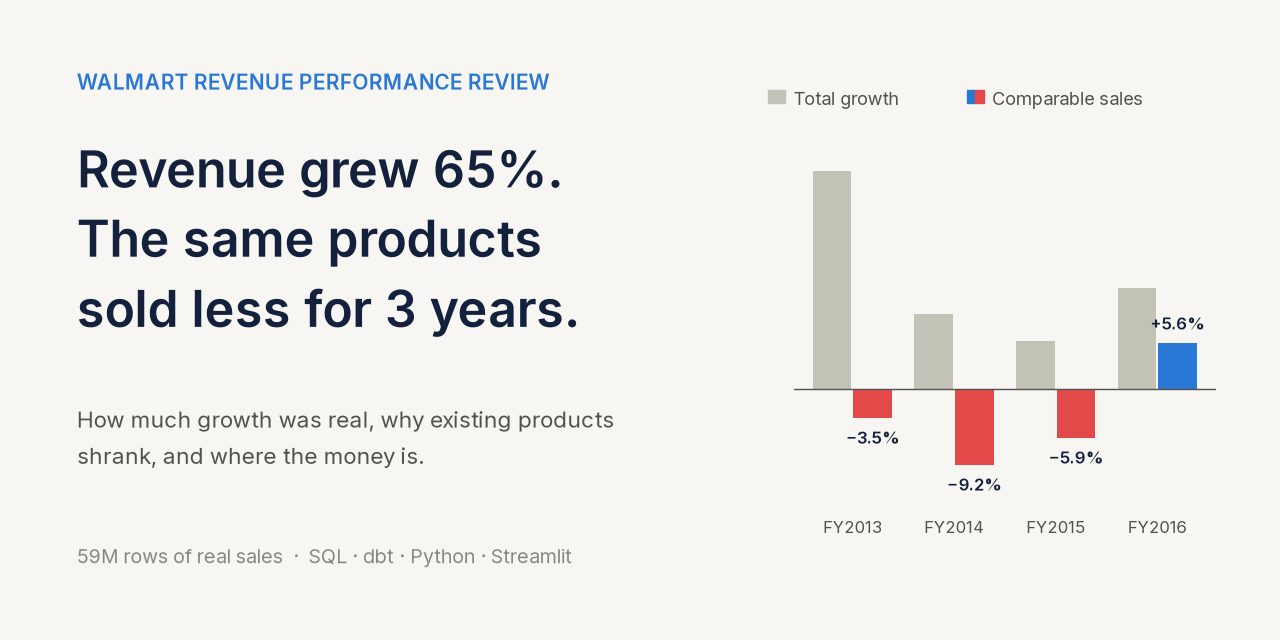 WALMART REVENUE PERFORMANCE REVIEW
Revenue grew 65%.
The same products
sold less for 3 years.
How much growth was real, why existing products
shrank, and where the money is.
59M rows of real sales · SQL · dbt · Python · Streamlit
Total growth
Comparable sales
+5.6%
−3.5%
−5.9%
−9.2%
FY2013
FY2014
FY2015
FY2016